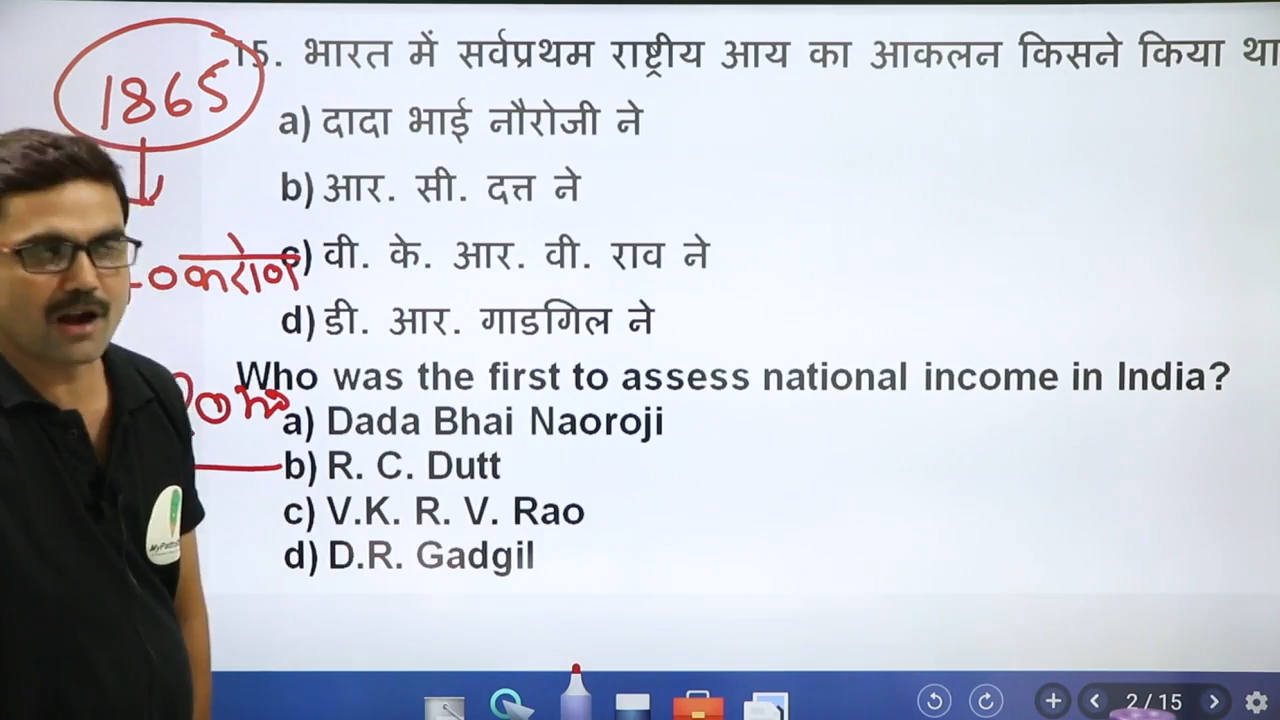 1865
15. भारत में सर्वप्रथम राष्ट्रीय आय का आकलन किसने किया था
a) दादा भाई नौरोजी ने
b) आर. सी. दत्त ने
c) वी. के. आर. वी. राव ने
d) डी. आर. गाडगिल ने
Who was the first to assess national income in India?
a) Dada Bhai Naoroji
b) R. C. Dutt
c) V.K. R. V. Rao
d) D.R. Gadgil
2 / 15